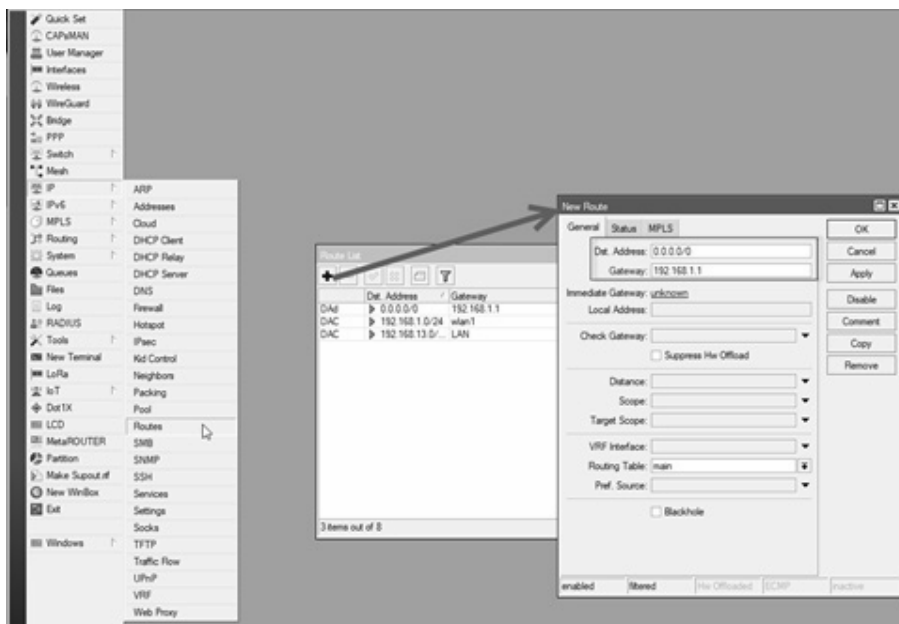 Quick Set
CAPsMAN
User Manager
Interfaces
Wireless
WireGuard
Bridge
PPP
Switch
Mesh
IP
IPv6
MPLS
Routing
System
Queues
Files
Log
RADIUS
Tools
New Terminal
LoRa
IoT
Dot1X
LCD
MetaROUTER
Partition
Make Supout.rif
New WinBox
Exit
Windows
ARP
Addresses
Cloud
DHCP Client
DHCP Relay
DHCP Server
DNS
Firewall
Hotspot
IPsec
Kid Control
Neighbors
Packing
Pool
Routes
SMB
SNMP
SSH
Services
Settings
Socks
TFTP
Traffic Flow
UPnP
VRF
Web Proxy
Route List
Dst. Address / Gateway
DAd 0.0.0.0/0 192.168.1.1
DAC 192.168.1.0/24 wlan1
DAC 192.168.13.0/... LAN
3 items out of 8
New Route
General Status MPLS
Dst. Address: 0.0.0.0/0
Gateway: 192.168.1.1
Immediate Gateway: unknown
Local Address:
Check Gateway:
Suppress Hw Offload
Distance:
Scope:
Target Scope:
VRF Interface:
Routing Table: main
Pref. Source:
Blackhole
OK
Cancel
Apply
Disable
Comment
Copy
Remove
enabled filtered Hw Offloaded ECMP inactive